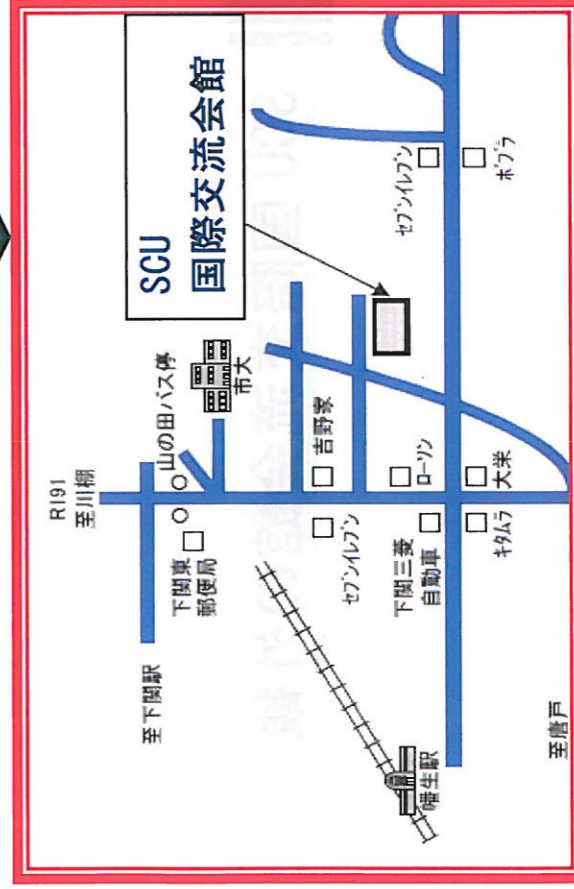 R191
至川棚
至下関駅
山の田バス停
下関東
郵便局
市大
SCU
国際交流会館
セブンイレブン
吉野家
下関三菱
自動車
ローソン
キタムラ
大栄
セブンイレブン
ポプラ
幡生駅
至唐戸